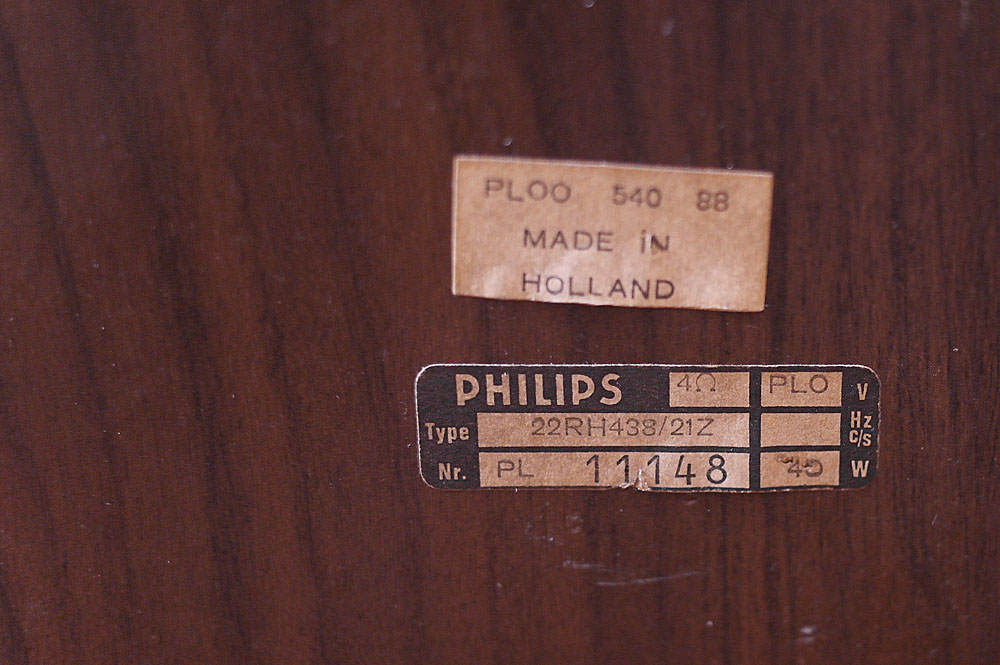 PLOO 540 88
MADE iN
HOLLAND
PHILIPS 4Ω PLO V
Type 22RH438/21Z Hz c/s
Nr. PL 11148 40 W